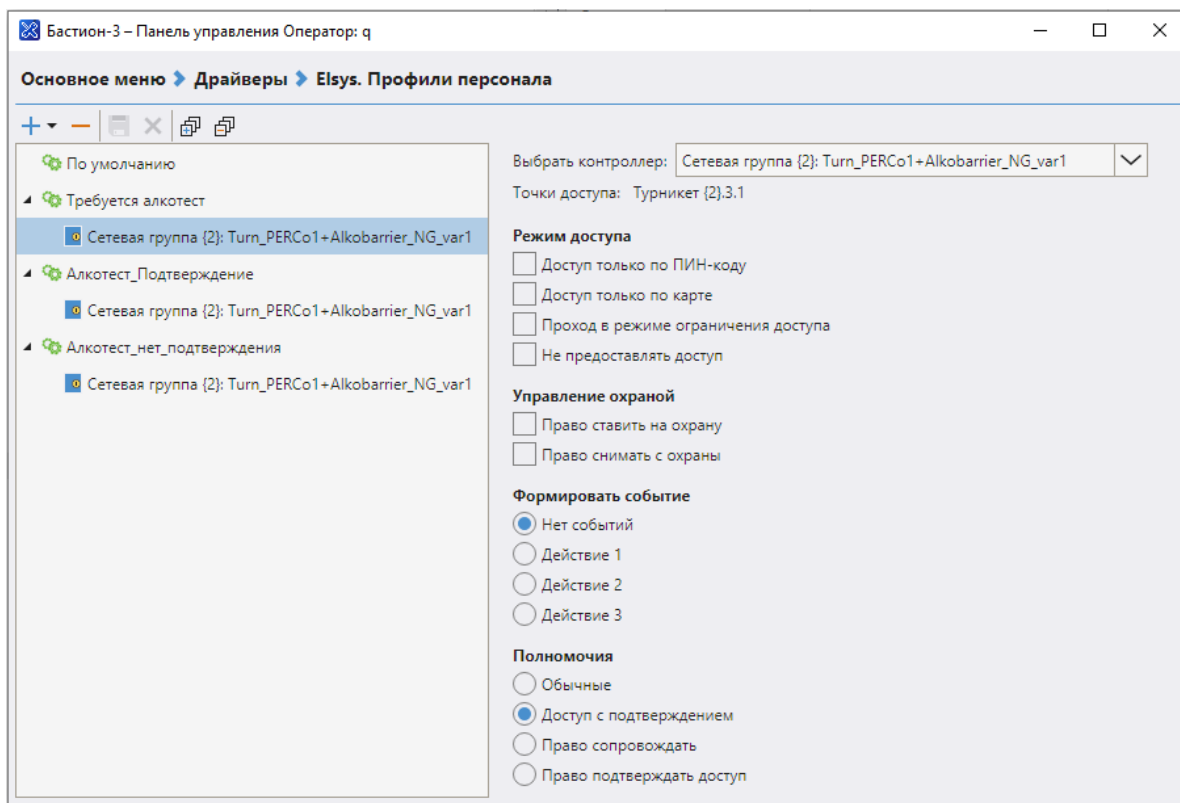 Бастион-3 – Панель управления Оператор: q
Основное меню Драйверы Elsys. Профили персонала
По умолчанию
Требуется алкотест
Сетевая группа {2}: Turn_PERCo1+Alkobarrier_NG_var1
Алкотест_Подтверждение
Сетевая группа {2}: Turn_PERCo1+Alkobarrier_NG_var1
Алкотест_нет_подтверждения
Сетевая группа {2}: Turn_PERCo1+Alkobarrier_NG_var1
Выбрать контроллер: Сетевая группа {2}: Turn_PERCo1+Alkobarrier_NG_var1
Точки доступа: Турникет {2}.3.1
Режим доступа
Доступ только по ПИН-коду
Доступ только по карте
Проход в режиме ограничения доступа
Не предоставлять доступ
Управление охраной
Право ставить на охрану
Право снимать с охраны
Формировать событие
Нет событий
Действие 1
Действие 2
Действие 3
Полномочия
Обычные
Доступ с подтверждением
Право сопровождать
Право подтверждать доступ